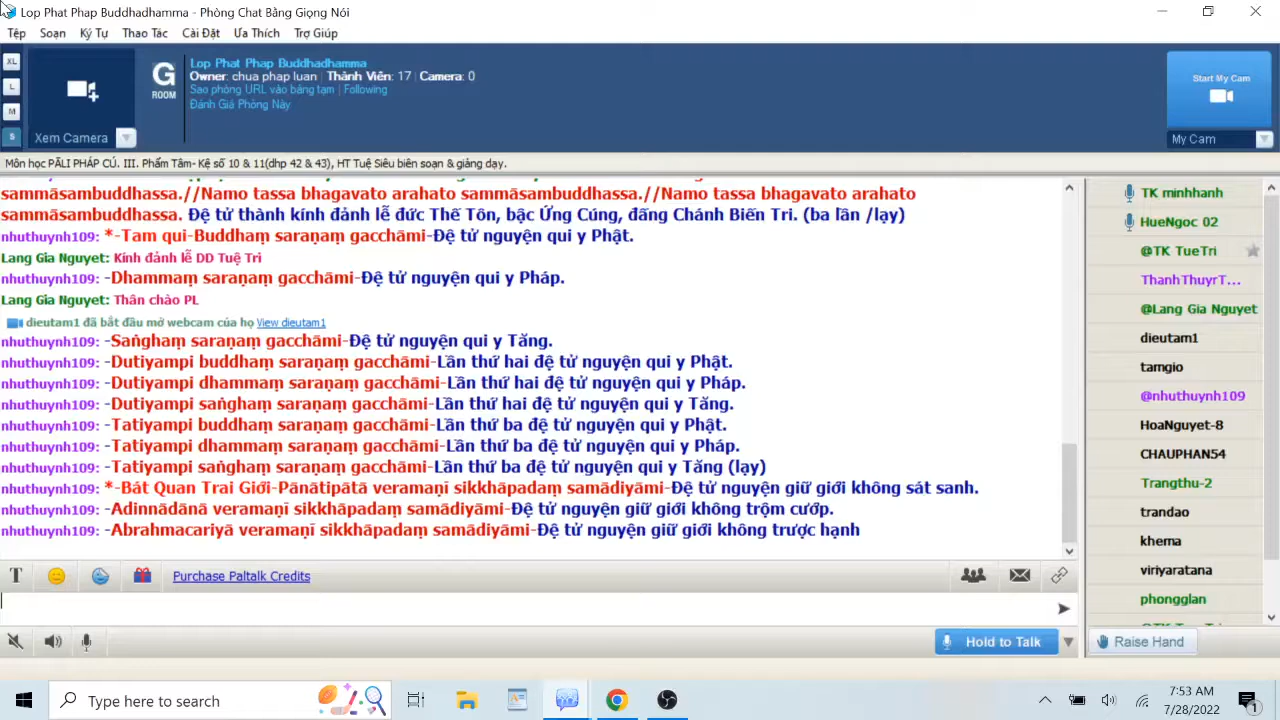 Lop Phat Phap Buddhadhamma - Phòng Chat Bằng Giọng Nói
Tệp Soạn Ký Tự Thao Tác Cài Đặt Ưa Thích Trợ Giúp
XL
L
M
S
Xem Camera
G
ROOM
Lop Phat Phap Buddhadhamma
Owner: chua phap luan | Thành Viên: 17 | Camera: 0
Sao phỏng URL vào bảng tạm | Following
Đánh Giá Phòng Này
Start My Cam
My Cam
Môn học PĀLI PHÁP CÚ. III. Phẩm Tâm- Kệ số 10 & 11(dhp 42 & 43), HT Tuệ Siêu biên soạn & giảng dạy.
sammāsambuddhassa.//Namo tassa bhagavato arahato sammāsambuddhassa.//Namo tassa bhagavato arahato
sammāsambuddhassa. Đệ tử thành kính đảnh lễ đức Thế Tôn, bậc Ứng Cúng, đấng Chánh Biến Tri. (ba lần /lạy)
nhuthuynh109: *-Tam qui-Buddhaṃ saraṇaṃ gacchāmi-Đệ tử nguyện qui y Phật.
Lang Gia Nguyet: Kính đảnh lễ DD Tuệ Tri
nhuthuynh109: -Dhammaṃ saraṇaṃ gacchāmi-Đệ tử nguyện qui y Pháp.
Lang Gia Nguyet: Thân chào PL
dieutam1 đã bắt đầu mở webcam của họ View dieutam1
nhuthuynh109: -Saṅghaṃ saraṇaṃ gacchāmi-Đệ tử nguyện qui y Tăng.
nhuthuynh109: -Dutiyampi buddhaṃ saraṇaṃ gacchāmi-Lần thứ hai đệ tử nguyện qui y Phật.
nhuthuynh109: -Dutiyampi dhammaṃ saraṇaṃ gacchāmi-Lần thứ hai đệ tử nguyện qui y Pháp.
nhuthuynh109: -Dutiyampi saṅghaṃ saraṇaṃ gacchāmi-Lần thứ hai đệ tử nguyện qui y Tăng.
nhuthuynh109: -Tatiyampi buddhaṃ saraṇaṃ gacchāmi-Lần thứ ba đệ tử nguyện qui y Phật.
nhuthuynh109: -Tatiyampi dhammaṃ saraṇaṃ gacchāmi-Lần thứ ba đệ tử nguyện qui y Pháp.
nhuthuynh109: -Tatiyampi saṅghaṃ saraṇaṃ gacchāmi-Lần thứ ba đệ tử nguyện qui y Tăng (lạy)
nhuthuynh109: *-Bát Quan Trai Giới-Pānātipātā veramaṇī sikkhāpadaṃ samādiyāmi-Đệ tử nguyện giữ giới không sát sanh.
nhuthuynh109: -Adinnādānā veramaṇī sikkhāpadaṃ samādiyāmi-Đệ tử nguyện giữ giới không trộm cướp.
nhuthuynh109: -Abrahmacariyā veramaṇī sikkhāpadaṃ samādiyāmi-Đệ tử nguyện giữ giới không trược hạnh
TK minhhanh
HueNgoc 02
@TK TueTri
ThanhThuyrT...
@Lang Gia Nguyet
dieutam1
tamgio
@nhuthuynh109
HoaNguyet-8
CHAUPHAN54
Trangthu-2
trandao
khema
viriyaratana
phongglan
T Purchase Paltalk Credits
Hold to Talk
Raise Hand
Type here to search
7:53 AM
7/28/2022
1